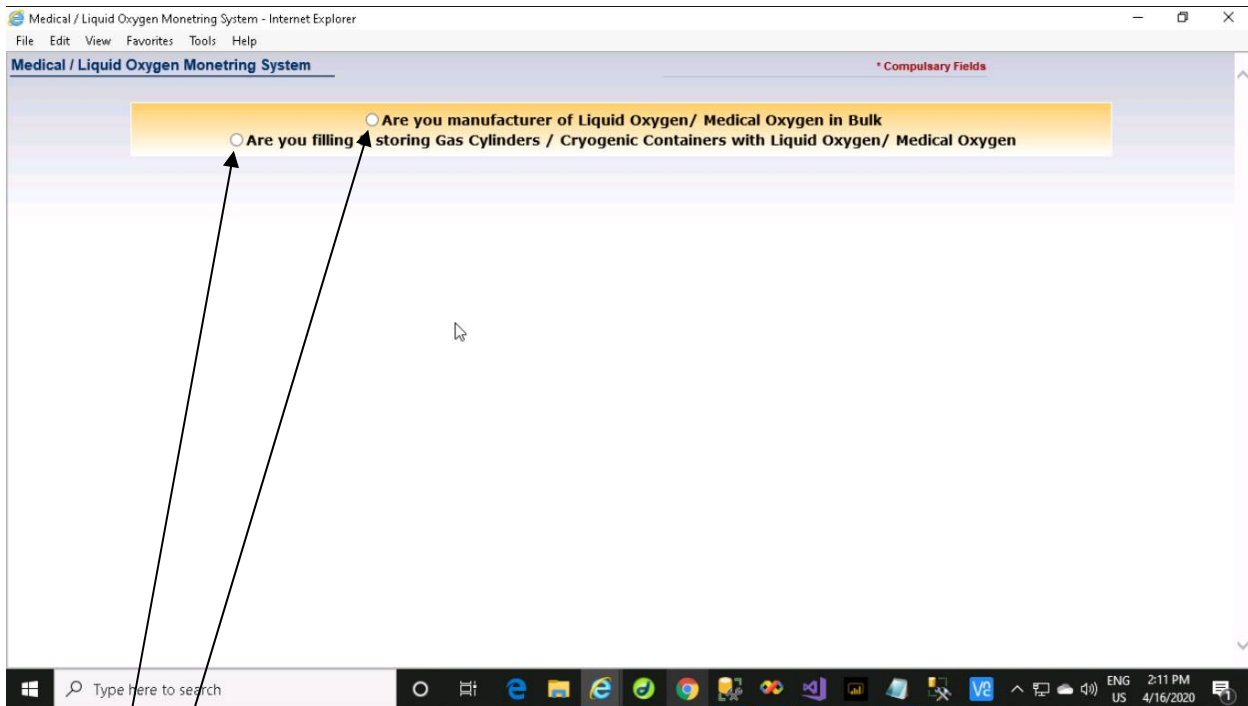 Medical / Liquid Oxygen Monetring System - Internet Explorer
File Edit View Favorites Tools Help
Medical / Liquid Oxygen Monetring System
* Compulsary Fields
Are you manufacturer of Liquid Oxygen/ Medical Oxygen in Bulk
Are you filling storing Gas Cylinders / Cryogenic Containers with Liquid Oxygen/ Medical Oxygen
Type here to search
ENG 2:11 PM
US 4/16/2020